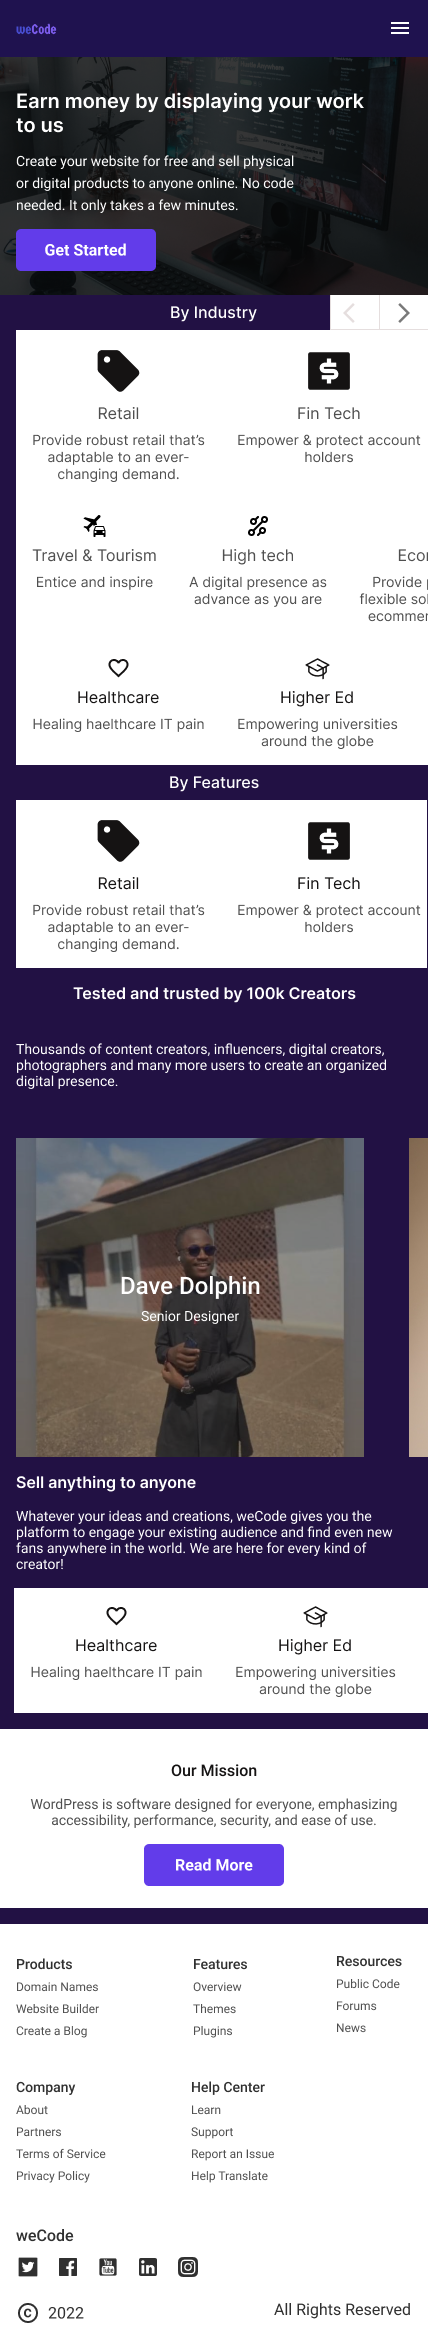 weCode
Earn money by displaying your work
to us
Create your website for free and sell physical
or digital products to anyone online. No code
needed. It only takes a few minutes.
Get Started
By Industry
Retail
Provide robust retail that's
adaptable to an ever-
changing demand.
Fin Tech
Empower & protect account
holders
Travel & Tourism
Entice and inspire
High tech
A digital presence as
advance as you are
Provide
flexible
Healthcare
Healing haelthcare IT pain
Higher Ed
Empowering universities
around the globe
By Features
Retail
Provide robust retail that's
adaptable to an ever-
changing demand.
Fin Tech
Empower & protect account
holders
Tested and trusted by 100k Creators
Thousands of content creators, influencers, digital creators,
photographers and many more users to create an organized
digital presence.
Dave Dolphin
Senior Designer
Sell anything to anyone
Whatever your ideas and creations, weCode gives you the
platform to engage your existing audience and find even new
fans anywhere in the world. We are here for every kind of
creator!
Healthcare
Healing haelthcare IT pain
Higher Ed
Empowering universities
around the globe
Our Mission
WordPress is software designed for everyone, emphasizing
accessibility, performance, security, and ease of use.
Read More
Products
Domain Names
Website Builder
Create a Blog
Features
Overview
Themes
Plugins
Resources
Public Code
Forums
News
Company
About
Partners
Terms of Service
Privacy Policy
Help Center
Learn
Support
Report an Issue
Help Translate
weCode
© 2022
All Rights Reserved